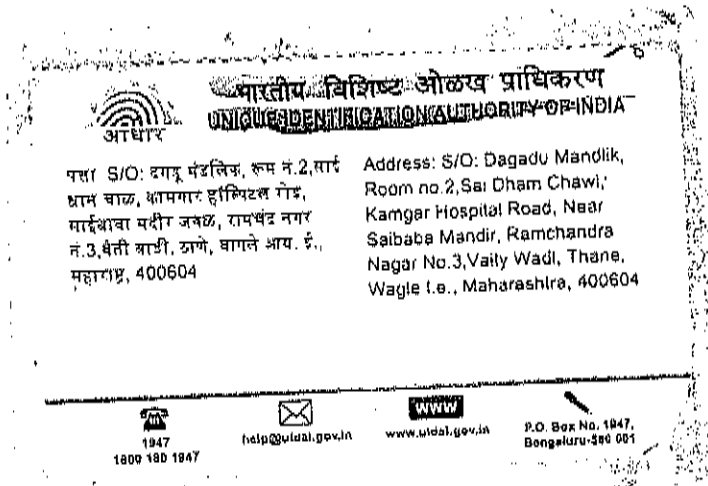 भारतीय विशिष्ट ओळख प्राधिकरण
UNIQUE IDENTIFICATION AUTHORITY OF INDIA
आधार
पत्ता S/O: दगडू मंडलिक, रूम नं.2,साई
धाम चाळ, कामगार हॉस्पिटल रोड,
साईबाबा मंदीर जवळ, रामचंद्र नगर
नं.3,वैती वाडी, ठाणे, वागले आय. ई.,
महाराष्ट्र, 400604
Address: S/O: Dagadu Mandlik,
Room no.2,Sai Dham Chawl,
Kamgar Hospital Road, Near
Saibaba Mandir, Ramchandra
Nagar No.3,Vaity Wadi, Thane,
Wagle I.e., Maharashtra, 400604
1947
1800 180 1947
help@uidai.gov.in
www
www.uidai.gov.in
P.O. Box No. 1947,
Bengaluru-560 001